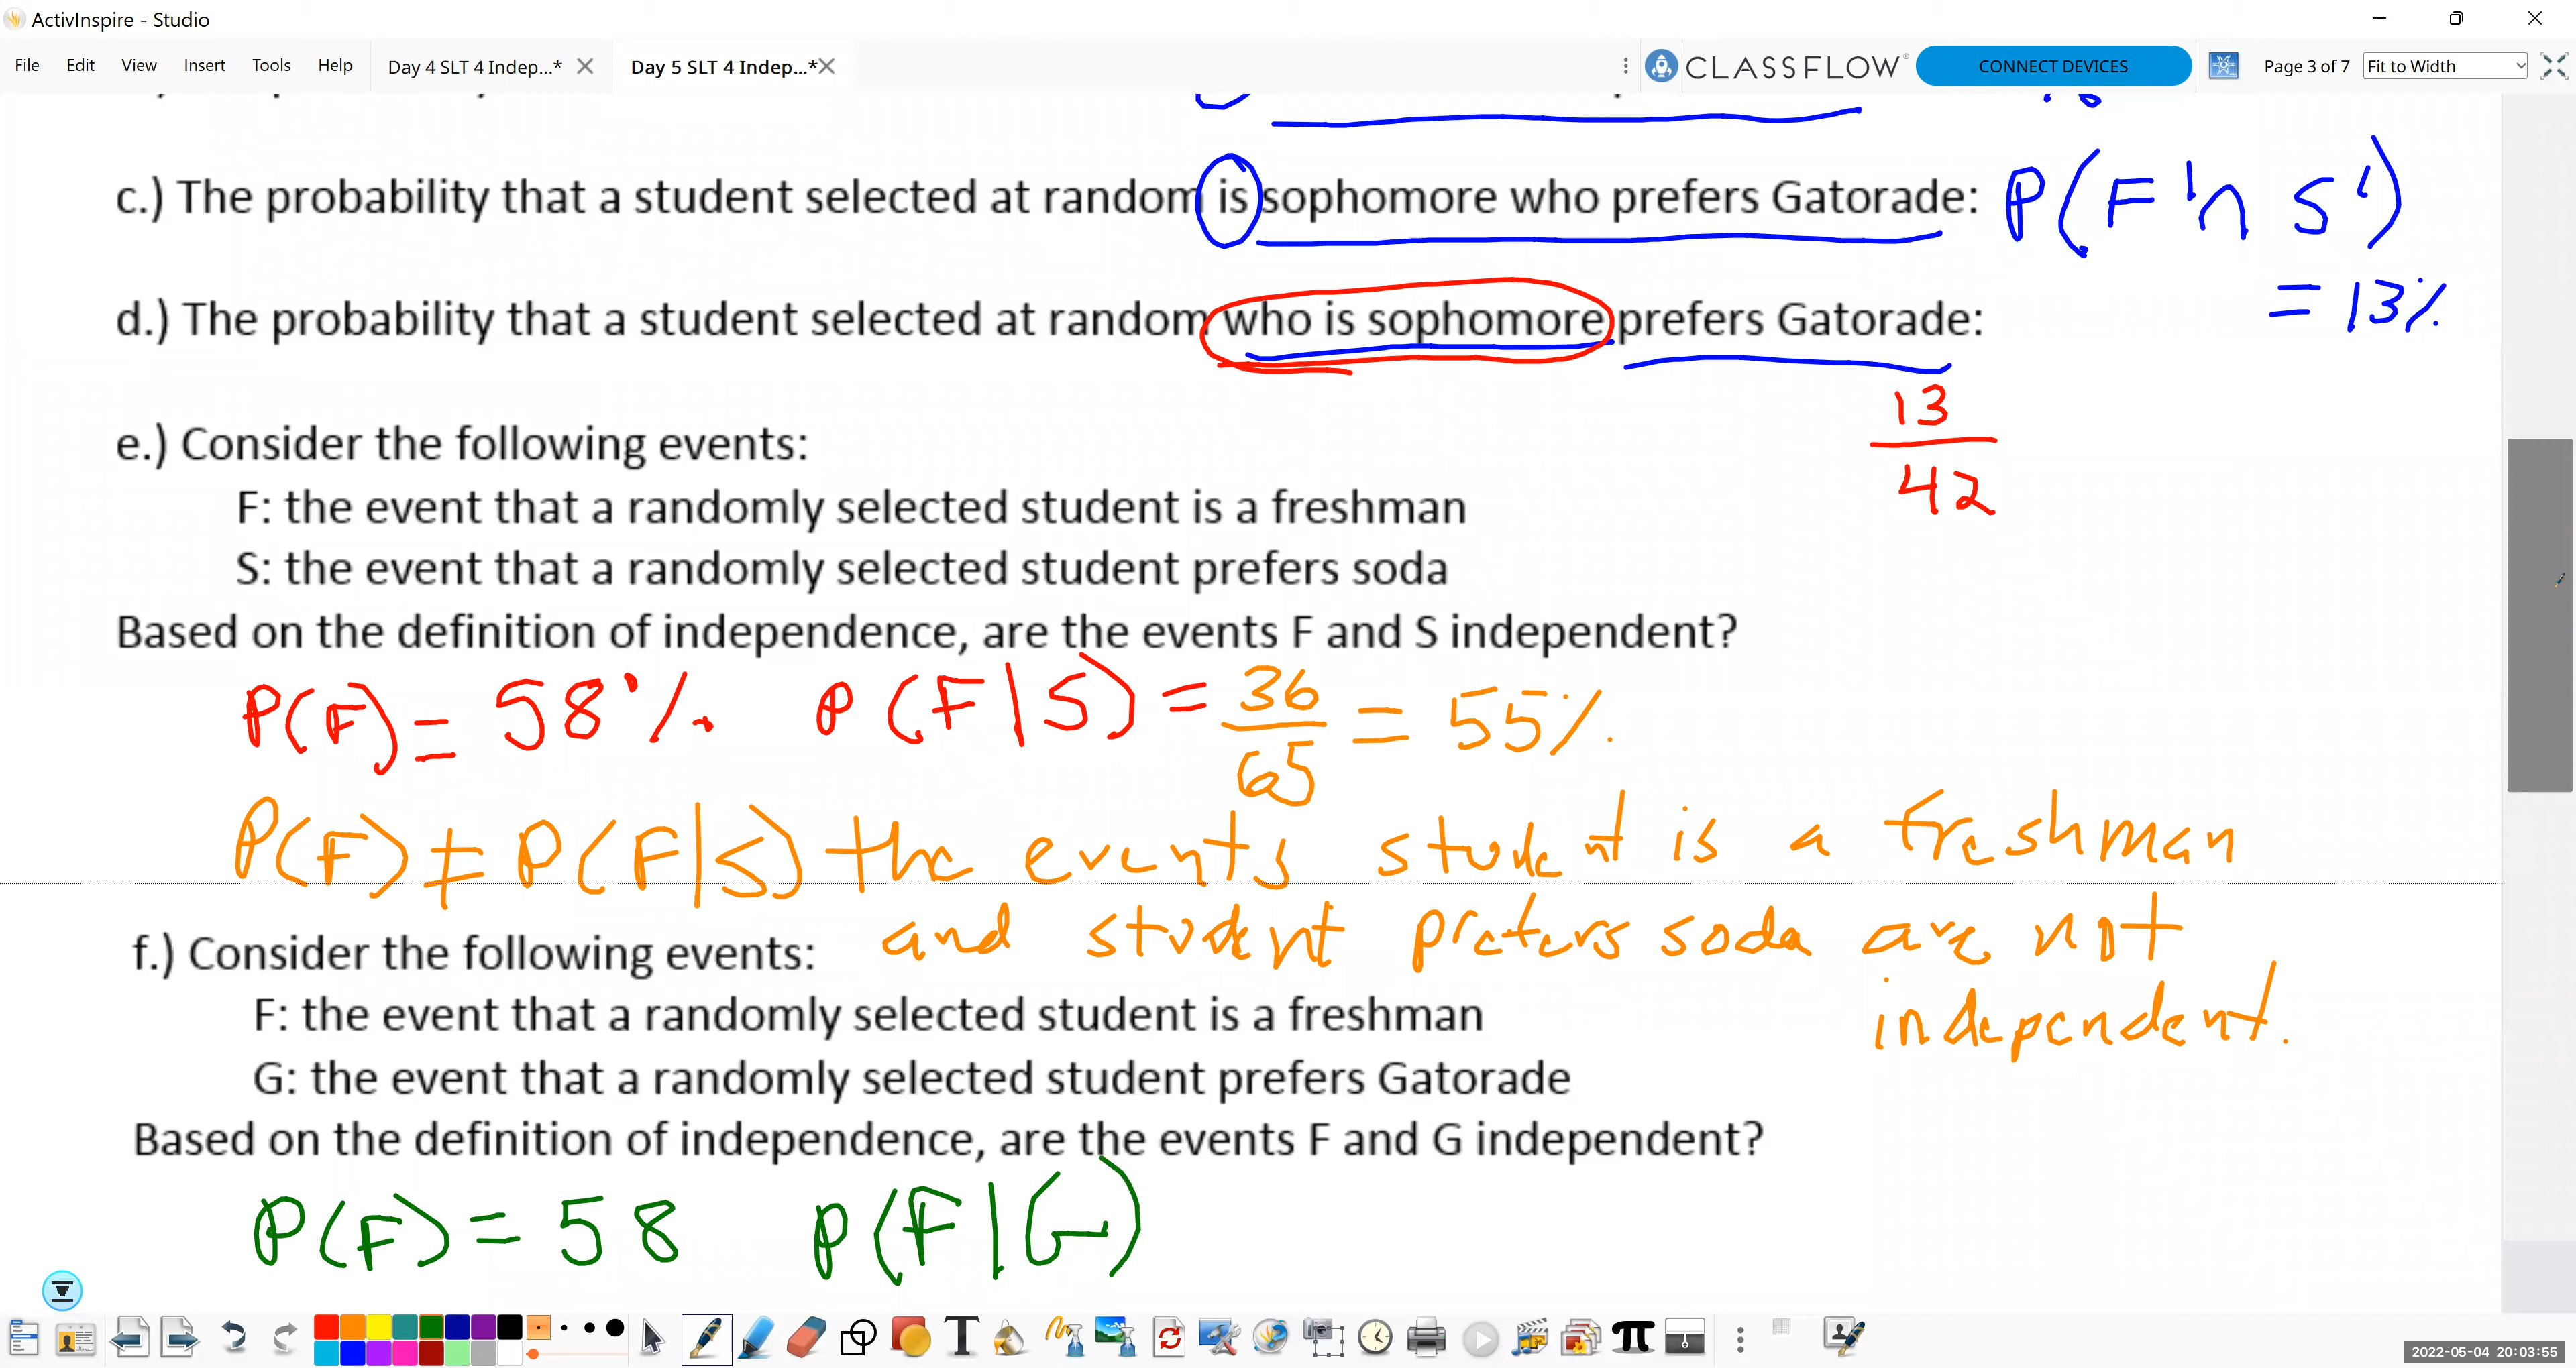 ActivInspire - Studio
File Edit View Insert Tools Help Day 4 SLT 4 Indep...* Day 5 SLT 4 Indep...* CLASSFLOW® CONNECT DEVICES Page 3 of 7 Fit to Width
c.) The probability that a student selected at random is sophomore who prefers Gatorade: P(F'∩ S')
= 13%
d.) The probability that a student selected at random who is sophomore prefers Gatorade:
13
42
e.) Consider the following events:
F: the event that a randomly selected student is a freshman
S: the event that a randomly selected student prefers soda
Based on the definition of independence, are the events F and S independent?
P(F) = 58%. P(F|S) = 36/65 = 55%.
P(F) ≠ P(F|S) the events student is a freshman
and student prefers soda are not
independent.
f.) Consider the following events:
F: the event that a randomly selected student is a freshman
G: the event that a randomly selected student prefers Gatorade
Based on the definition of independence, are the events F and G independent?
P(F) = 58 P(F|G)
2022-05-04 20:03:55